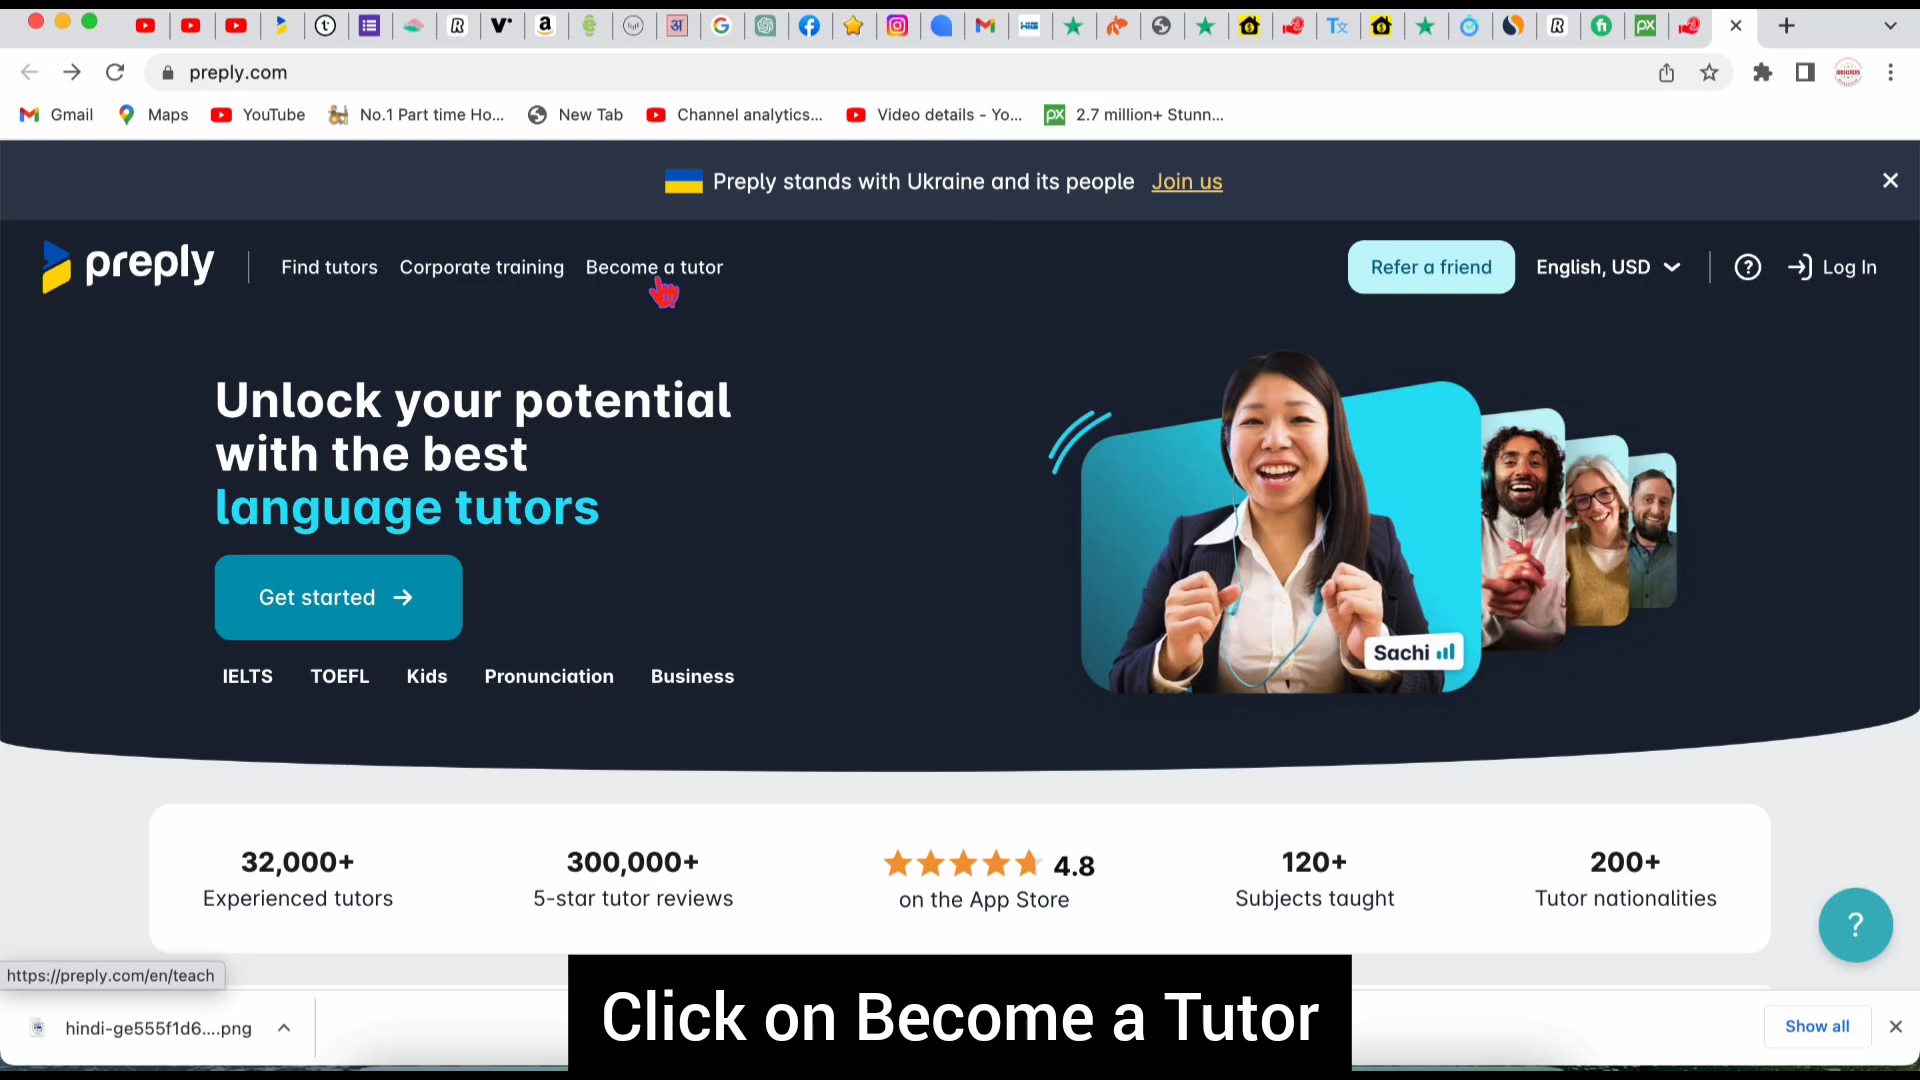 preply.com
Gmail
Maps
YouTube
No.1 Part time Ho...
New Tab
Channel analytics...
Video details - Yo...
2.7 million+ Stunn...
Preply stands with Ukraine and its people Join us
preply
Find tutors
Corporate training
Become a tutor
Refer a friend
English, USD
Log In
Unlock your potential
with the best
language tutors
Get started
Sachi
IELTS
TOEFL
Kids
Pronunciation
Business
32,000+
Experienced tutors
300,000+
5-star tutor reviews
4.8
on the App Store
120+
Subjects taught
200+
Tutor nationalities
?
https://preply.com/en/teach
hindi-ge555f1d6....png
Click on Become a Tutor
Show all